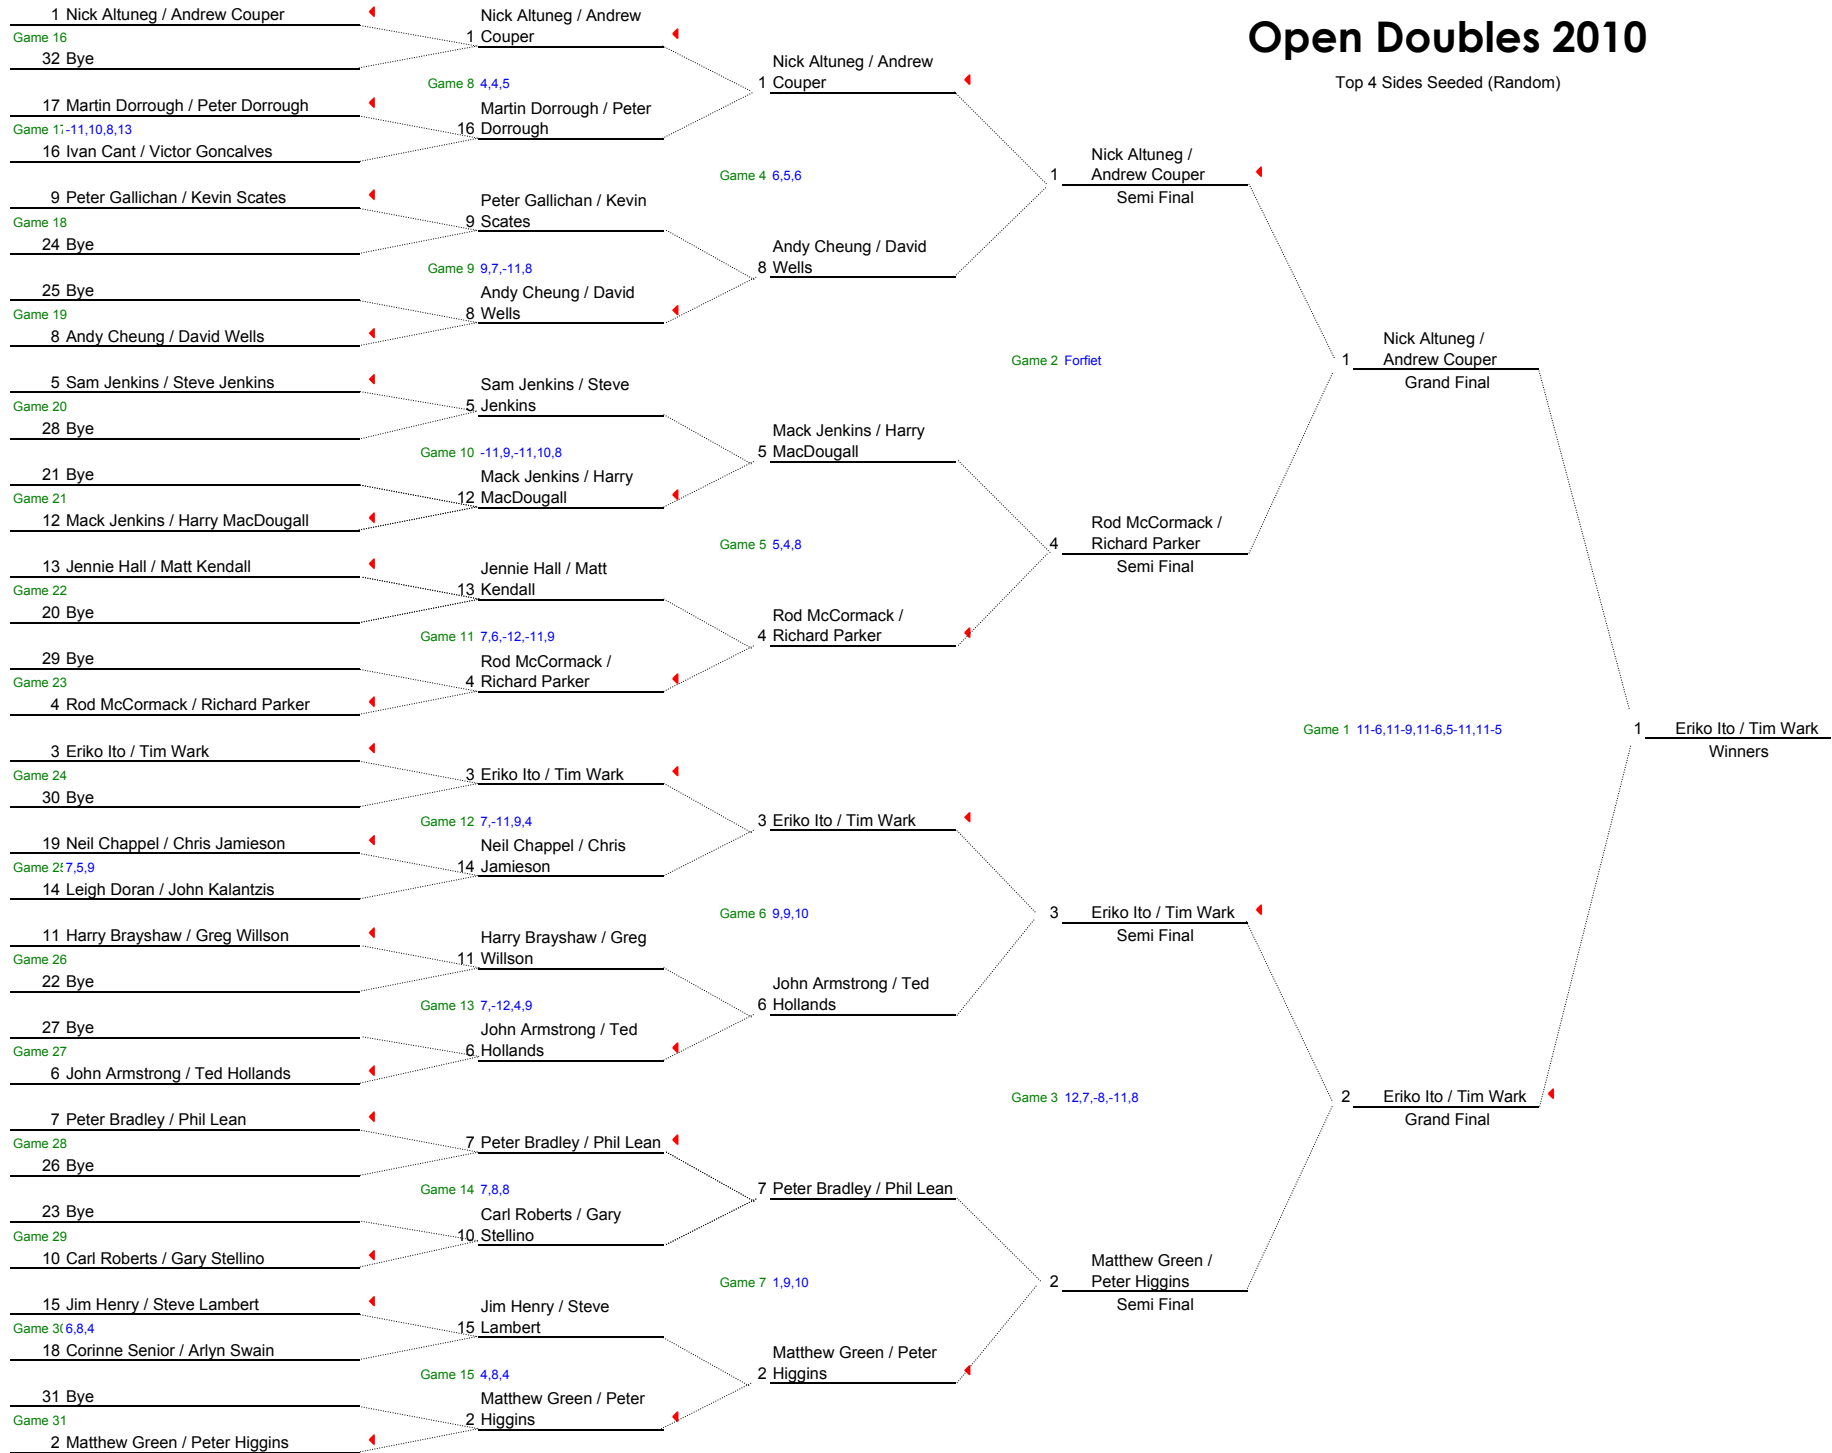 Open Doubles 2010
Top 4 Sides Seeded (Random)
1 Nick Altuneg / Andrew Couper
Game 16
32 Bye
17 Martin Dorrough / Peter Dorrough
Game 17 -11,10,8,13
16 Ivan Cant / Victor Goncalves
9 Peter Gallichan / Kevin Scates
Game 18
24 Bye
25 Bye
Game 19
8 Andy Cheung / David Wells
5 Sam Jenkins / Steve Jenkins
Game 20
28 Bye
21 Bye
Game 21
12 Mack Jenkins / Harry MacDougall
13 Jennie Hall / Matt Kendall
Game 22
20 Bye
29 Bye
Game 23
4 Rod McCormack / Richard Parker
3 Eriko Ito / Tim Wark
Game 24
30 Bye
19 Neil Chappel / Chris Jamieson
Game 25 7,5,9
14 Leigh Doran / John Kalantzis
11 Harry Brayshaw / Greg Willson
Game 26
22 Bye
27 Bye
Game 27
6 John Armstrong / Ted Hollands
7 Peter Bradley / Phil Lean
Game 28
26 Bye
23 Bye
Game 29
10 Carl Roberts / Gary Stellino
15 Jim Henry / Steve Lambert
Game 30 6,8,4
18 Corinne Senior / Arlyn Swain
31 Bye
Game 31
2 Matthew Green / Peter Higgins
Nick Altuneg / Andrew
1 Couper
Game 8 4,4,5
Martin Dorrough / Peter
16 Dorrough
Peter Gallichan / Kevin
9 Scates
Game 9 9,7,-11,8
Andy Cheung / David
8 Wells
Sam Jenkins / Steve
5 Jenkins
Game 10 -11,9,-11,10,8
Mack Jenkins / Harry
12 MacDougall
Jennie Hall / Matt
13 Kendall
Game 11 7,6,-12,-11,9
Rod McCormack /
4 Richard Parker
3 Eriko Ito / Tim Wark
Game 12 7,-11,9,4
Neil Chappel / Chris
14 Jamieson
Harry Brayshaw / Greg
11 Willson
Game 13 7,-12,4,9
John Armstrong / Ted
6 Hollands
7 Peter Bradley / Phil Lean
Game 14 7,8,8
Carl Roberts / Gary
10 Stellino
Jim Henry / Steve
15 Lambert
Game 15 4,8,4
Matthew Green / Peter
2 Higgins
Nick Altuneg / Andrew
1 Couper
Game 4 6,5,6
Andy Cheung / David
8 Wells
Mack Jenkins / Harry
5 MacDougall
Game 5 5,4,8
Rod McCormack /
4 Richard Parker
3 Eriko Ito / Tim Wark
Game 6 9,9,10
John Armstrong / Ted
6 Hollands
7 Peter Bradley / Phil Lean
Game 7 1,9,10
Matthew Green / Peter
2 Higgins
Nick Altuneg /
1 Andrew Couper
Semi Final
Game 2 Forfiet
Rod McCormack /
4 Richard Parker
Semi Final
3 Eriko Ito / Tim Wark
Semi Final
Game 3 12,7,-8,-11,8
Matthew Green /
2 Peter Higgins
Semi Final
Nick Altuneg /
1 Andrew Couper
Grand Final
Game 1 11-6,11-9,11-6,5-11,11-5
2 Eriko Ito / Tim Wark
Grand Final
1 Eriko Ito / Tim Wark
Winners